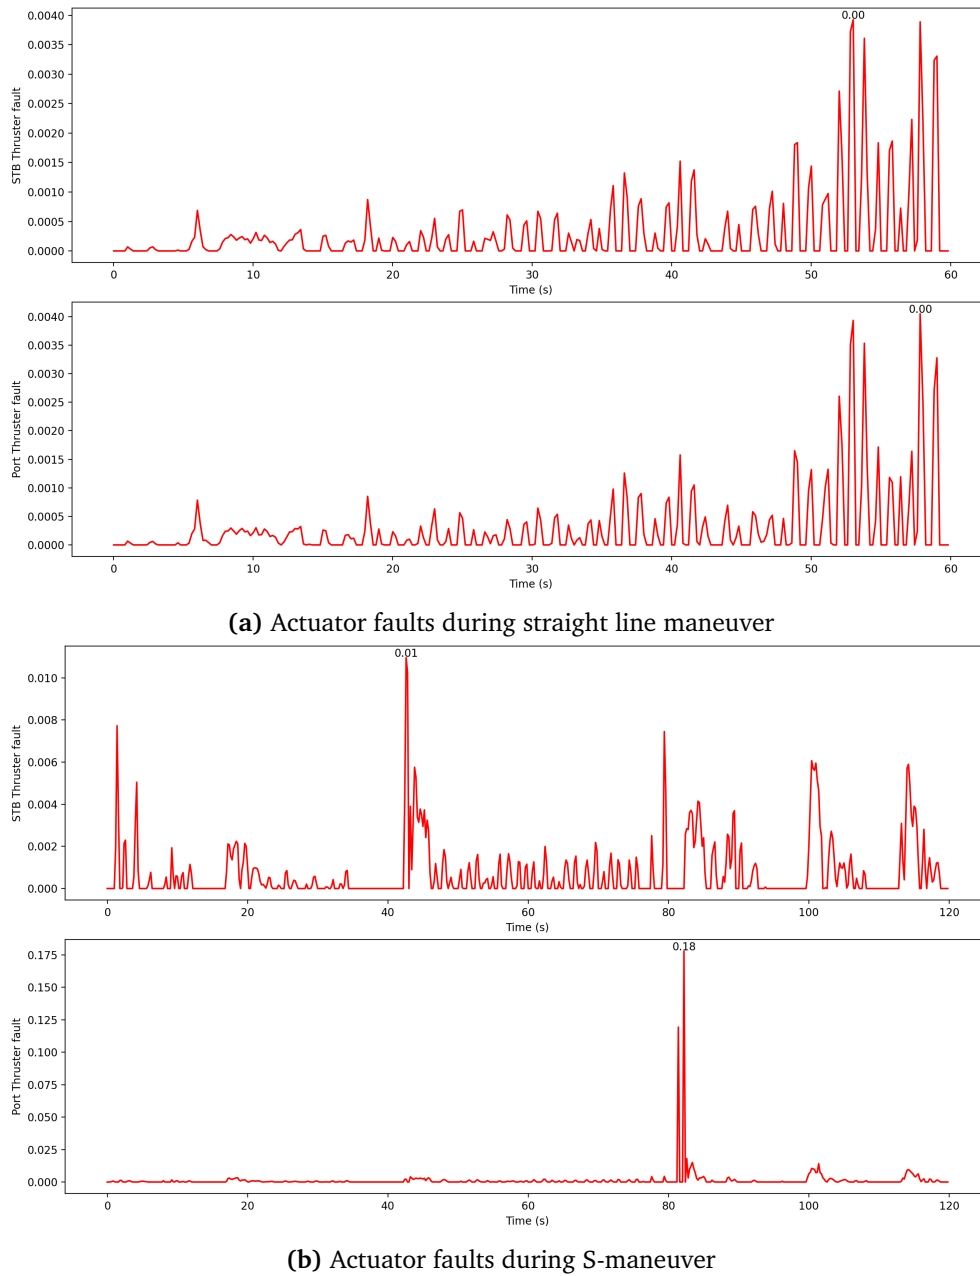 0.00
0.0040
0.0035
0.0030
0.0025
0.0020
0.0015
0.0010
0.0005
0.0000
STB Thruster fault
0 10 20 30 40 50 60
Time (s)
0.00
0.0040
0.0035
0.0030
0.0025
0.0020
0.0015
0.0010
0.0005
0.0000
Port Thruster fault
0 10 20 30 40 50 60
Time (s)
(a) Actuator faults during straight line maneuver
0.01
0.010
0.008
0.006
0.004
0.002
0.000
STB Thruster fault
0 20 40 60 80 100 120
Time (s)
0.18
0.175
0.150
0.125
0.100
0.075
0.050
0.025
0.000
Port Thruster fault
0 20 40 60 80 100 120
Time (s)
(b) Actuator faults during S-maneuver